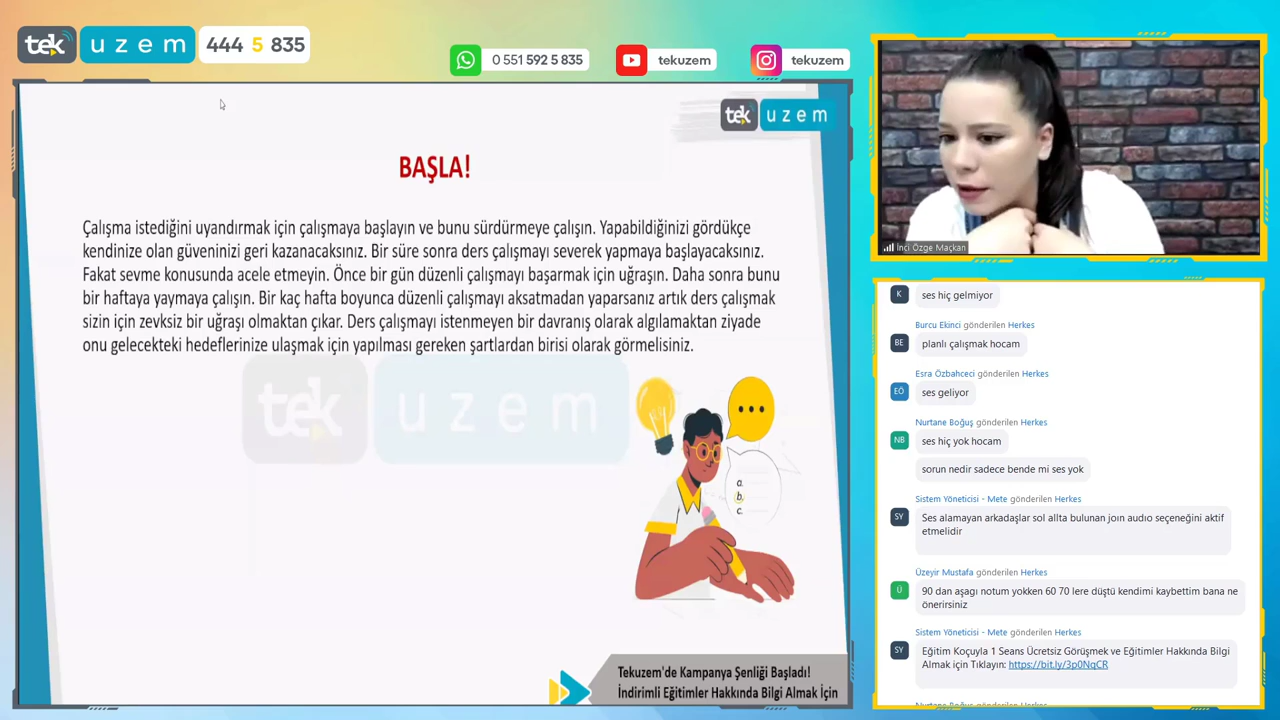 tek uzem 444 5 835
0 551 592 5 835
tekuzem
tekuzem
tek uzem
BAŞLA!
Çalışma istediğini uyandırmak için çalışmaya başlayın ve bunu sürdürmeye çalışın. Yapabildiğinizi gördükçe
kendinize olan güveninizi geri kazanacaksınız. Bir süre sonra ders çalışmayı severek yapmaya başlayacaksınız.
Fakat sevme konusunda acele etmeyin. Önce bir gün düzenli çalışmayı başarmak için uğraşın. Daha sonra bunu
bir haftaya yaymaya çalışın. Bir kaç hafta boyunca düzenli çalışmayı aksatmadan yaparsanız artık ders çalışmak
sizin için zevksiz bir uğraşı olmaktan çıkar. Ders çalışmayı istenmeyen bir davranış olarak algılamaktan ziyade
onu gelecekteki hedeflerinize ulaşmak için yapılması gereken şartlardan birisi olarak görmelisiniz.
tek uzem
a.
b.
c.
Tekuzem'de Kampanya Şenliği Başladı!
İndirimli Eğitimler Hakkında Bilgi Almak İçin
İnci Özge Maçkan
K
ses hiç gelmiyor
Burcu Ekinci gönderilen Herkes
BE
planlı çalışmak hocam
Esra Özbahceci gönderilen Herkes
EÖ
ses geliyor
Nurtane Boğuş gönderilen Herkes
NB
ses hiç yok hocam
sorun nedir sadece bende mi ses yok
Sistem Yöneticisi - Mete gönderilen Herkes
SY
Ses alamayan arkadaşlar sol allta bulunan joın audıo seçeneğini aktif
etmelidir
Üzeyir Mustafa gönderilen Herkes
Ü
90 dan aşagı notum yokken 60 70 lere düştü kendimi kaybettim bana ne
önerirsiniz
Sistem Yöneticisi - Mete gönderilen Herkes
SY
Eğitim Koçuyla 1 Seans Ücretsiz Görüşmek ve Eğitimler Hakkında Bilgi
Almak için Tıklayın: https://bit.ly/3p0NqCR
Nurtane Boğuş gönderilen Herkes